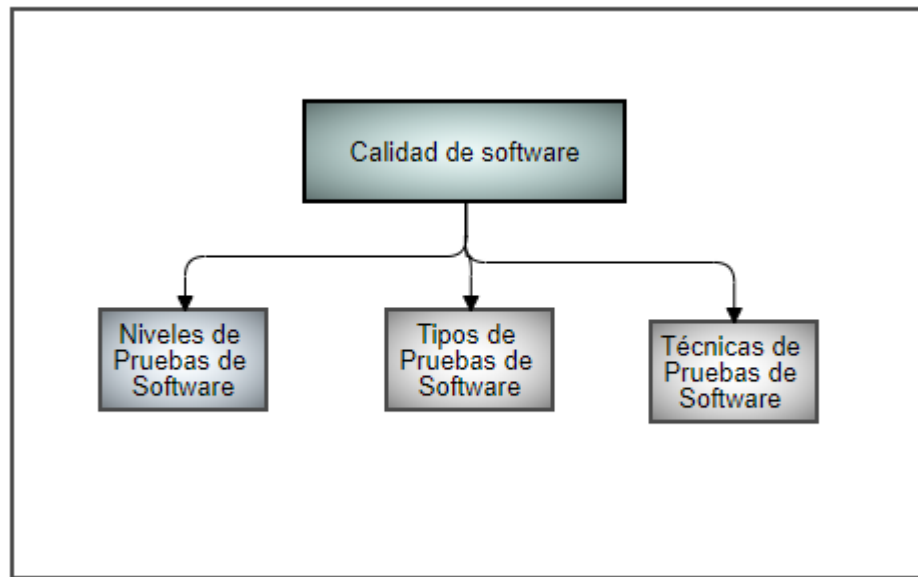 Calidad de software
Niveles de
Pruebas de
Software
Tipos de
Pruebas de
Software
Técnicas de
Pruebas de
Software